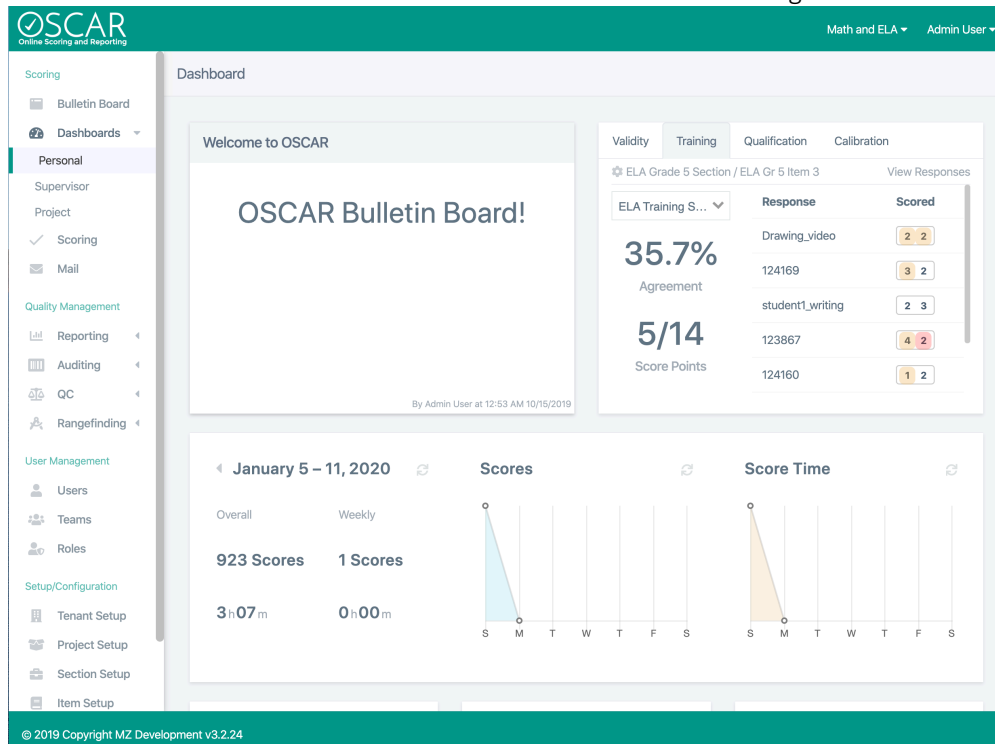 OSCAR
Online Scoring and Reporting
Math and ELA
Admin User
Scoring
Bulletin Board
Dashboards
Personal
Supervisor
Project
Scoring
Mail
Quality Management
Reporting
Auditing
QC
Rangefinding
User Management
Users
Teams
Roles
Setup/Configuration
Tenant Setup
Project Setup
Section Setup
Item Setup
Dashboard
Welcome to OSCAR
OSCAR Bulletin Board!
By Admin User at 12:53 AM 10/15/2019
Validity Training Qualification Calibration
ELA Grade 5 Section / ELA Gr 5 Item 3 View Responses
ELA Training S...
35.7%
Agreement
5/14
Score Points
Response Scored
Drawing_video 2 2
124169 3 2
student1_writing 2 3
123867 4 2
124160 1 2
January 5 – 11, 2020
Overall Weekly
923 Scores 1 Scores
3h07m 0h00m
Scores
S M T W T F S
Score Time
S M T W T F S
© 2019 Copyright MZ Development v3.2.24